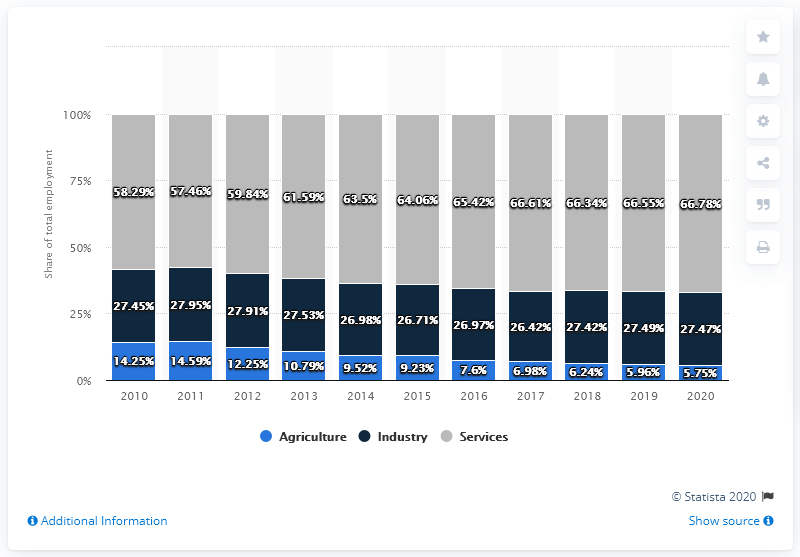 Share of total employment
100%
75%
50%
25%
0%
58.29% 57.46% 59.84% 61.59% 63.5% 64.06% 65.42% 66.61% 66.34% 66.55% 66.78%
27.45% 27.95% 27.91% 27.53% 26.98% 26.71% 26.97% 26.42% 27.42% 27.49% 27.47%
14.25% 14.59% 12.25% 10.79% 9.52% 9.23% 7.6% 6.98% 6.24% 5.96% 5.75%
2010 2011 2012 2013 2014 2015 2016 2017 2018 2019 2020
Agriculture Industry Services
© Statista 2020
Additional Information Show source